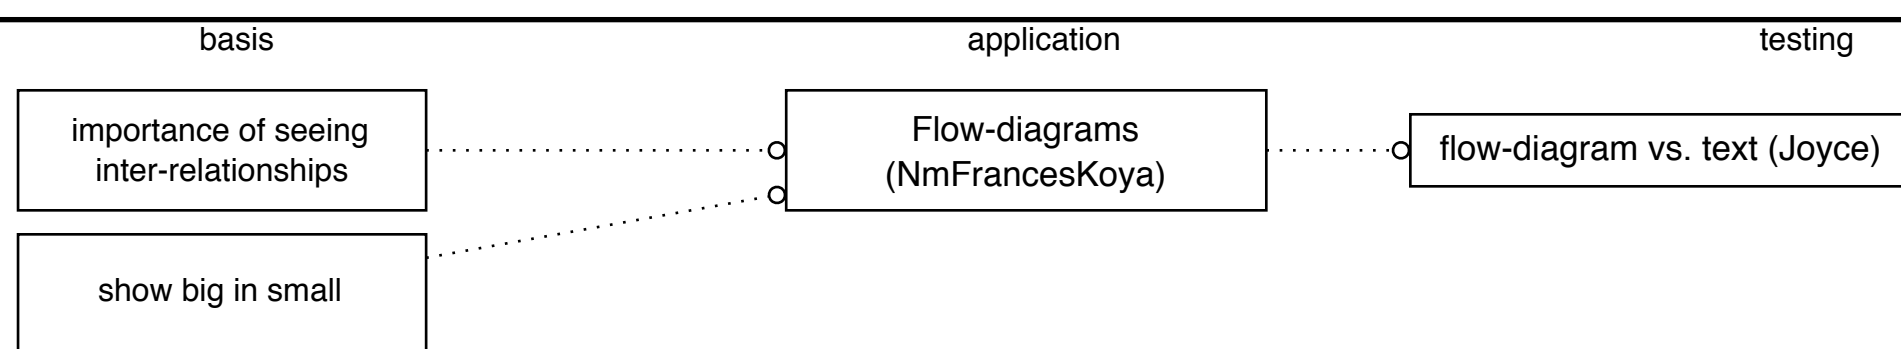 basis
application
testing
importance of seeing
inter-relationships
Flow-diagrams
(NmFrancesKoya)
flow-diagram vs. text (Joyce)
show big in small